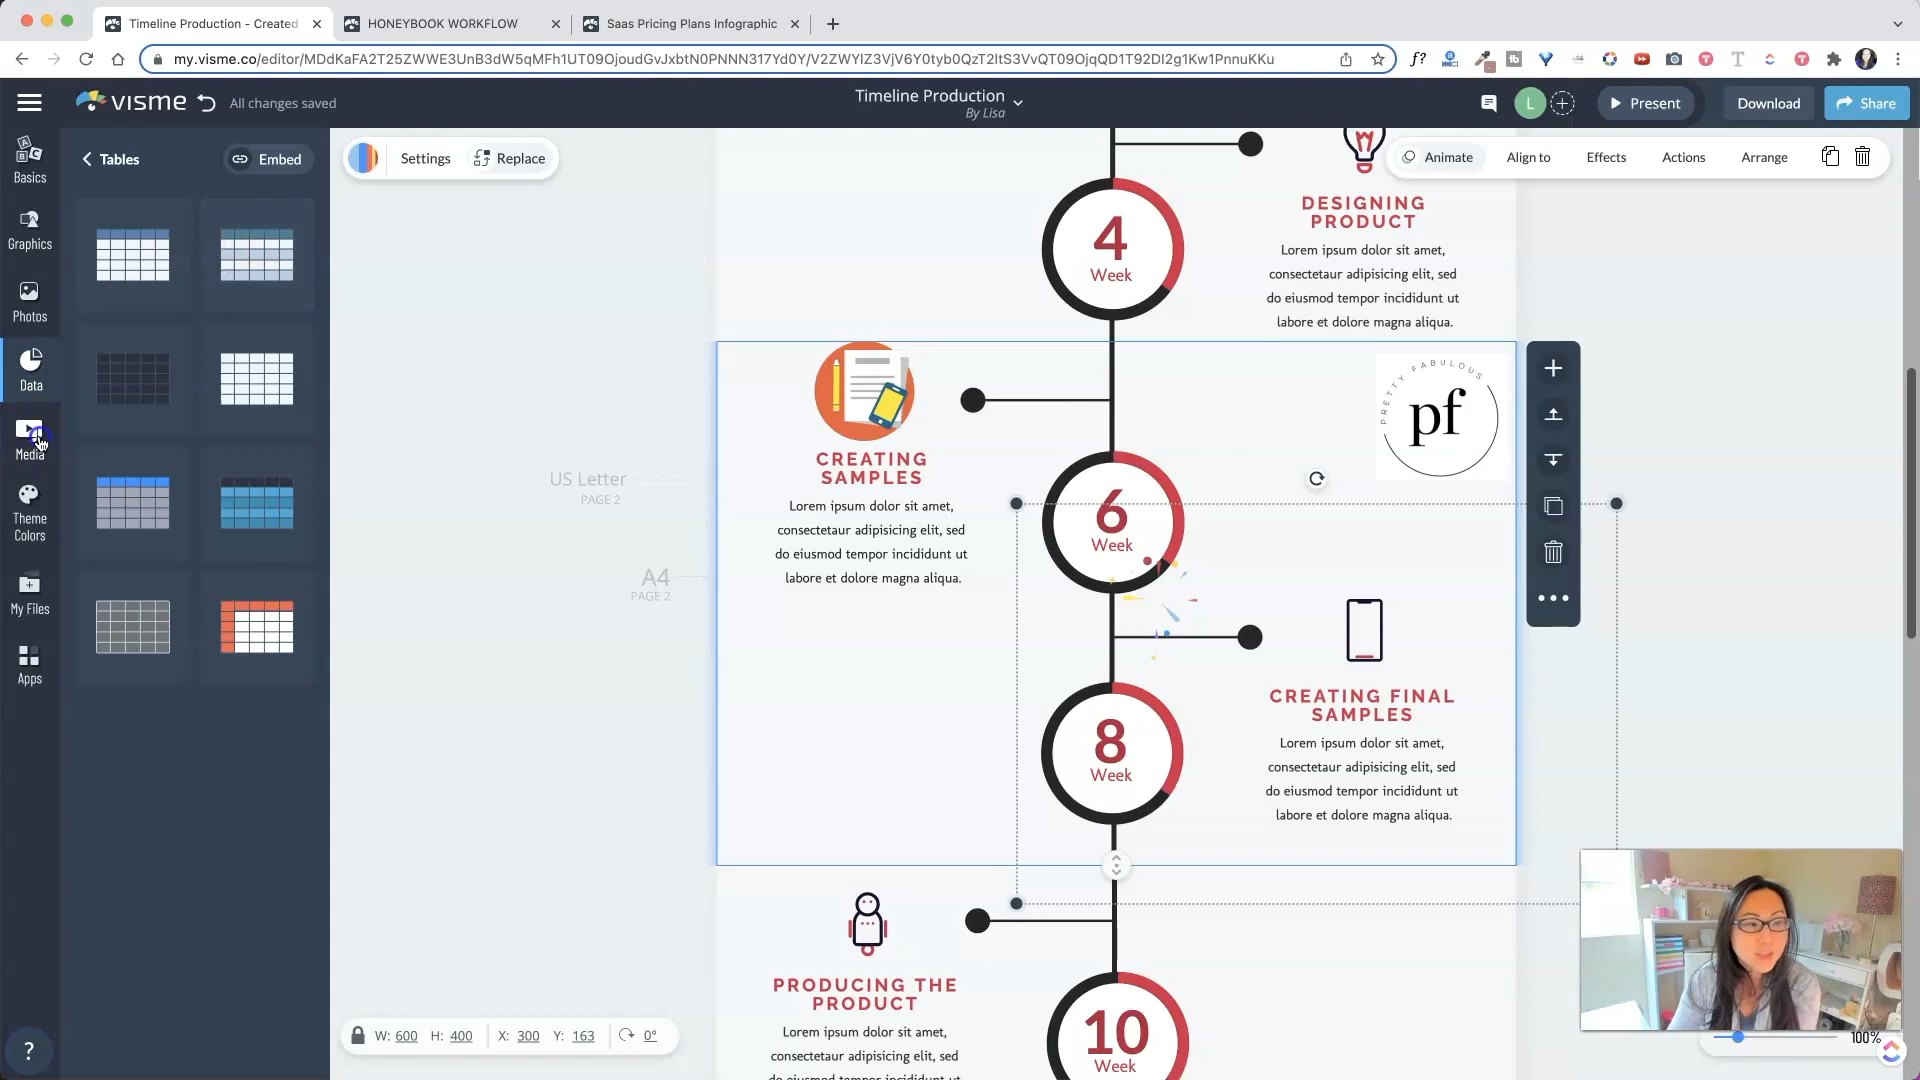 Timeline Production - Created
HONEYBOOK WORKFLOW
Saas Pricing Plans Infographic
my.visme.co/editor/MDdKaFA2T25ZWWE3UnB3dW5qMFh1UT09OjoudGvJxbtN0PNNN317Yd0Y/V2ZWYlZ3VjV6Y0tyb0QzT2ltS3VvQT09OjqQD1T92DI2g1Kw1PnnuKKu
f?
visme
All changes saved
Timeline Production
By Lisa
L
Present
Download
Share
Basics
Graphics
Photos
Data
Media
Theme
Colors
My Files
Apps
?
Tables
Embed
Settings
Replace
Animate
Align to
Effects
Actions
Arrange
4
Week
DESIGNING
PRODUCT
Lorem ipsum dolor sit amet,
consectetaur adipisicing elit, sed
do eiusmod tempor incididunt ut
labore et dolore magna aliqua.
PRETTY FABULOUS
pf
CREATING
SAMPLES
Lorem ipsum dolor sit amet,
consectetaur adipisicing elit, sed
do eiusmod tempor incididunt ut
labore et dolore magna aliqua.
US Letter
PAGE 2
A4
PAGE 2
6
Week
8
Week
CREATING FINAL
SAMPLES
Lorem ipsum dolor sit amet,
consectetaur adipisicing elit, sed
do eiusmod tempor incididunt ut
labore et dolore magna aliqua.
PRODUCING THE
PRODUCT
Lorem ipsum dolor sit amet,
consectetaur adipisicing elit, sed
do eiusmod tempor incididunt ut
10
Week
W: 600 H: 400 X: 300 Y: 163 0°
100%